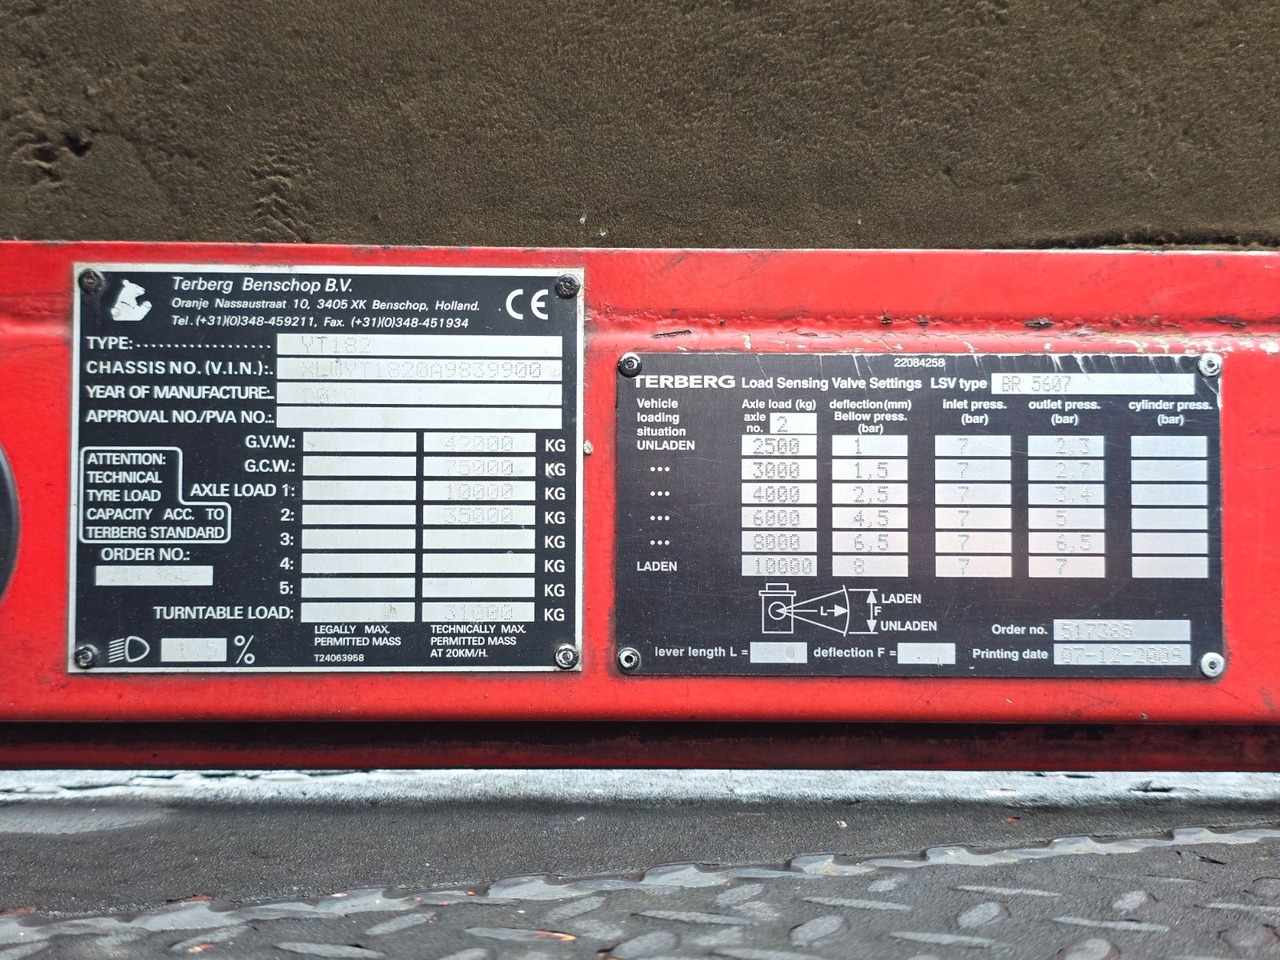 Terberg Benschop B.V.
Oranje Nassaustraat 10, 3405 XK Benschop, Holland.
Tel. (+31)(0)348-459211, Fax. (+31)(0)348-451934
CE
TYPE:................. YT182
CHASSIS NO. (V.I.N.):..
YEAR OF MANUFACTURE:..
APPROVAL NO./PVA NO.:..
G.V.W.: 42000 KG
G.C.W.: 75000 KG
ATTENTION:
TECHNICAL
TYRE LOAD
CAPACITY ACC. TO
TERBERG STANDARD
AXLE LOAD 1: 10000 KG
2: 35000 KG
3: KG
4: KG
5: KG
ORDER NO.:
TURNTABLE LOAD: 31000 KG
LEGALLY MAX.
PERMITTED MASS
TECHNICALLY MAX.
PERMITTED MASS
AT 20KM/H.
T24063958
%
22084258
TERBERG Load Sensing Valve Settings LSV type BR 5607
Vehicle
loading
situation
Axle load (kg)
axle
no. 2
deflection(mm)
Bellow press.
(bar)
inlet press.
(bar)
outlet press.
(bar)
cylinder press.
(bar)
UNLADEN 2500 1 7 2,3
••• 3000 1,5 7 2,7
••• 4000 2,5 7 3,4
••• 6000 4,5 7 5
••• 8000 6,5 7 6,5
LADEN 10000 8 7 7
L
F
LADEN
UNLADEN
lever length L =
deflection F =
Order no. 517385
Printing date 07-12-2009